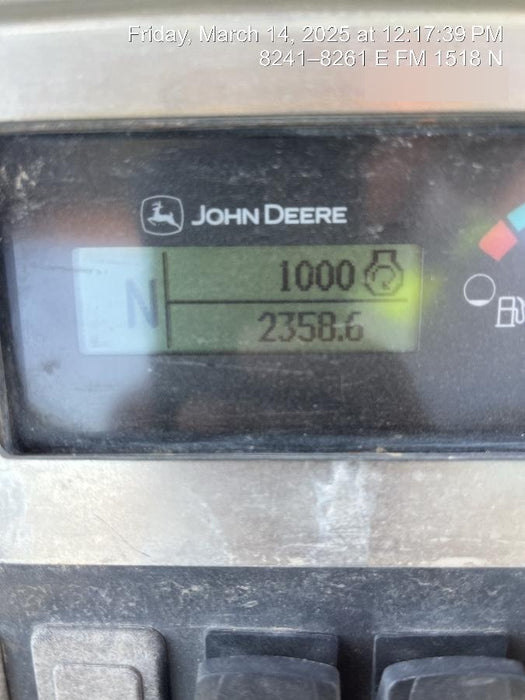 Friday, March 14, 2025 at 12:17:39 PM
8241–8261 E FM 1518 N
JOHN DEERE
N
1000
2358.6